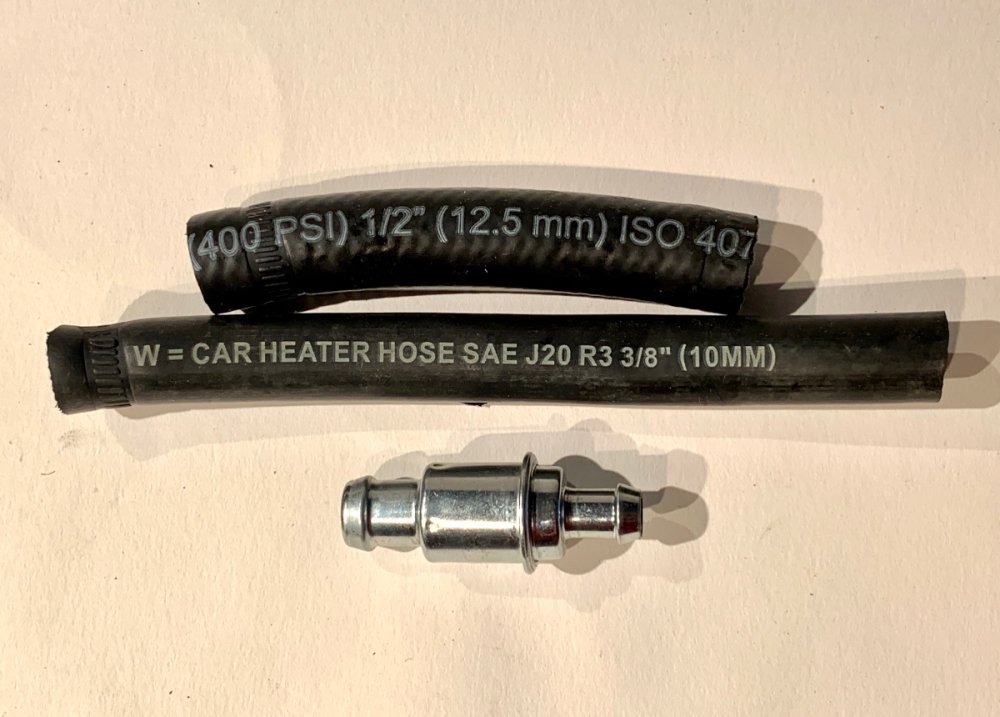 (400 PSI) 1/2" (12.5 mm) ISO 407
W = CAR HEATER HOSE SAE J20 R3 3/8" (10MM)